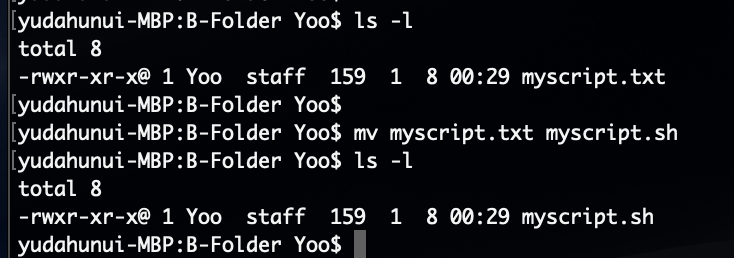 [yudahunui-MBP:B-Folder Yoo$ ls -l
total 8
-rwxr-xr-x@ 1 Yoo  staff  159  1  8 00:29 myscript.txt
[yudahunui-MBP:B-Folder Yoo$
[yudahunui-MBP:B-Folder Yoo$ mv myscript.txt myscript.sh
[yudahunui-MBP:B-Folder Yoo$ ls -l
total 8
-rwxr-xr-x@ 1 Yoo  staff  159  1  8 00:29 myscript.sh
yudahunui-MBP:B-Folder Yoo$